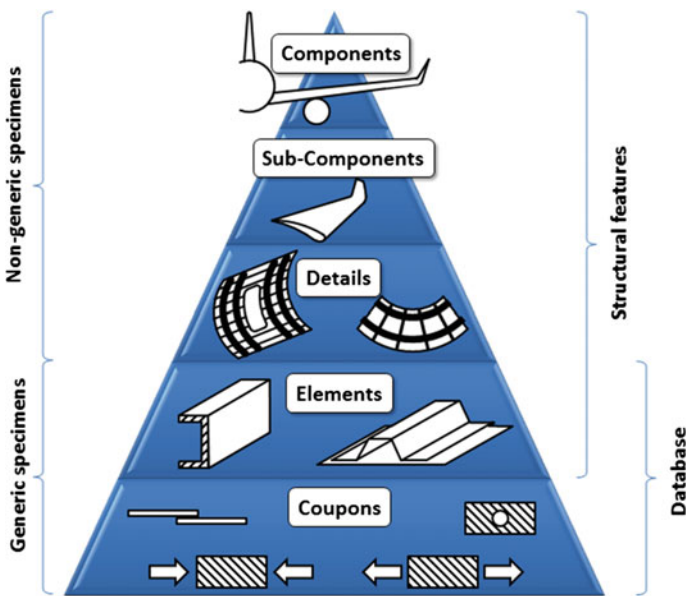 Components
Sub-Components
Details
Elements
Coupons
Non-generic specimens
Generic specimens
Structural features
Database